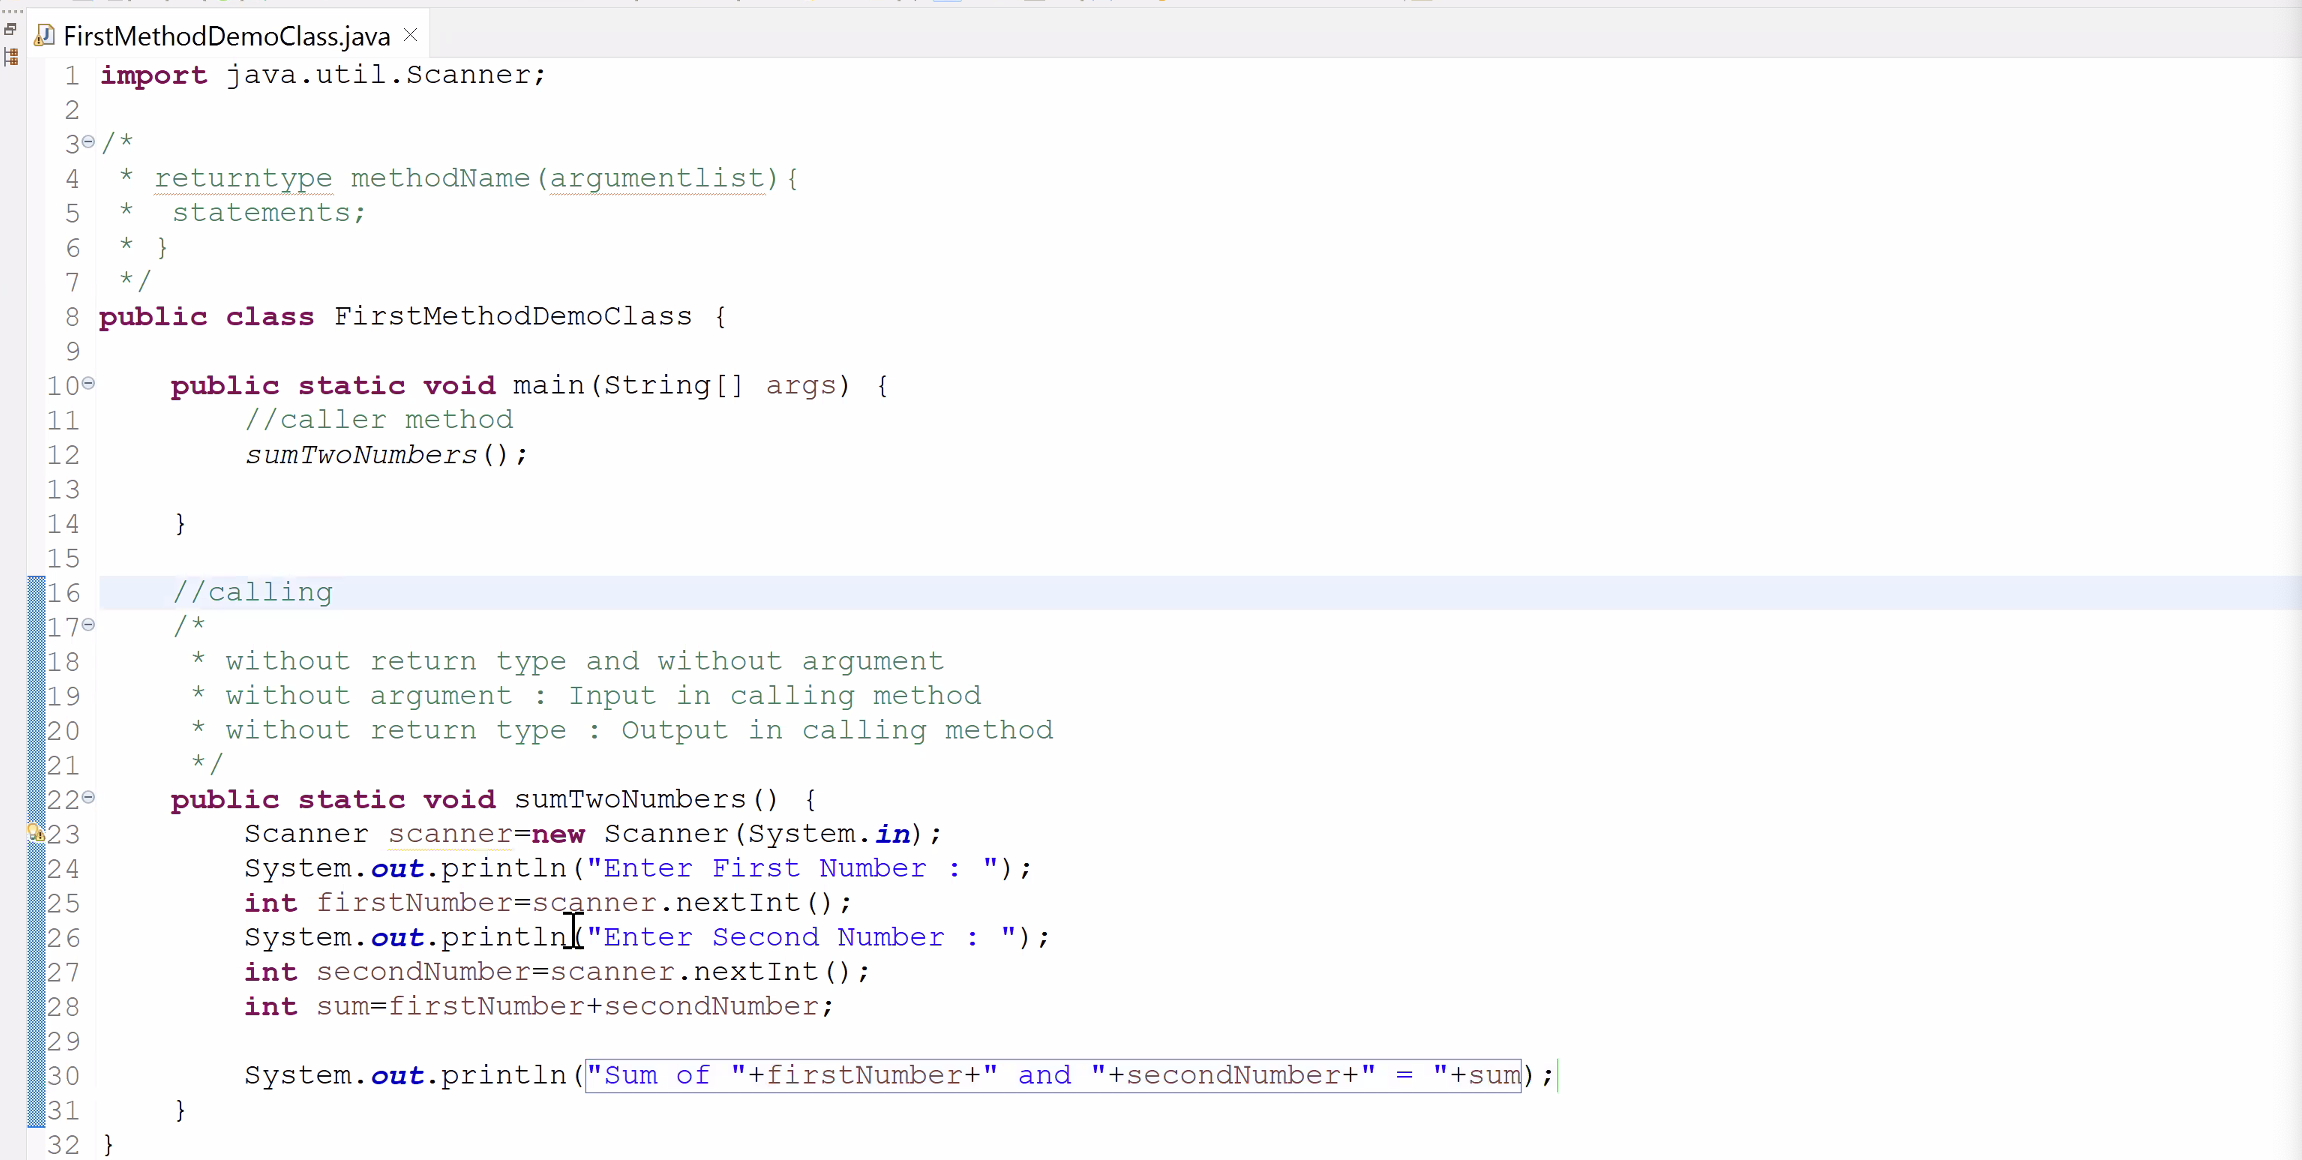 FirstMethodDemoClass.java
1 import java.util.Scanner;
2
3 /*
4 * returntype methodName(argumentlist){
5 * statements;
6 * }
7 */
8 public class FirstMethodDemoClass {
9
10 public static void main(String[] args) {
11 //caller method
12 sumTwoNumbers();
13
14 }
15
16 //calling
17 /*
18 * without return type and without argument
19 * without argument : Input in calling method
20 * without return type : Output in calling method
21 */
22 public static void sumTwoNumbers() {
23 Scanner scanner=new Scanner(System.in);
24 System.out.println("Enter First Number : ");
25 int firstNumber=scanner.nextInt();
26 System.out.println("Enter Second Number : ");
27 int secondNumber=scanner.nextInt();
28 int sum=firstNumber+secondNumber;
29
30 System.out.println("Sum of "+firstNumber+" and "+secondNumber+" = "+sum);
31 }
32 }